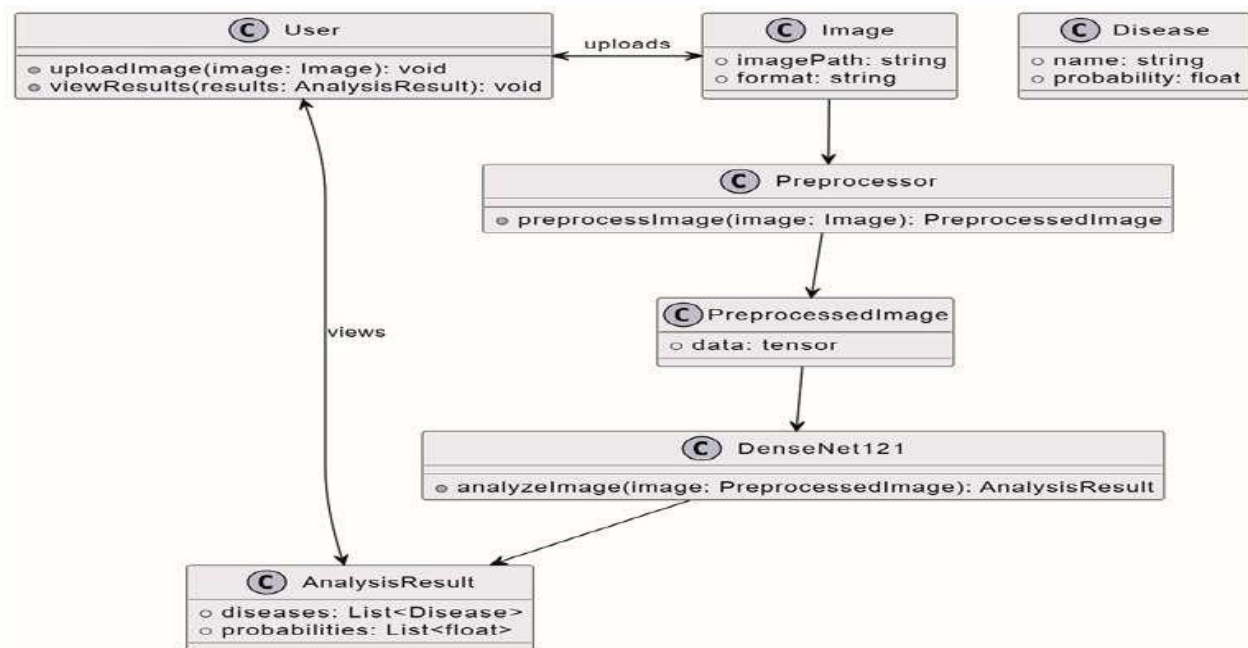 C User
uploadImage(image: Image): void
viewResults(results: AnalysisResult): void
uploads
C Image
imagePath: string
format: string
C Disease
name: string
probability: float
C Preprocessor
preprocessImage(image: Image): PreprocessedImage
C PreprocessedImage
data: tensor
views
C DenseNet121
analyzeImage(image: PreprocessedImage): AnalysisResult
C AnalysisResult
diseases: List<Disease>
probabilities: List<float>